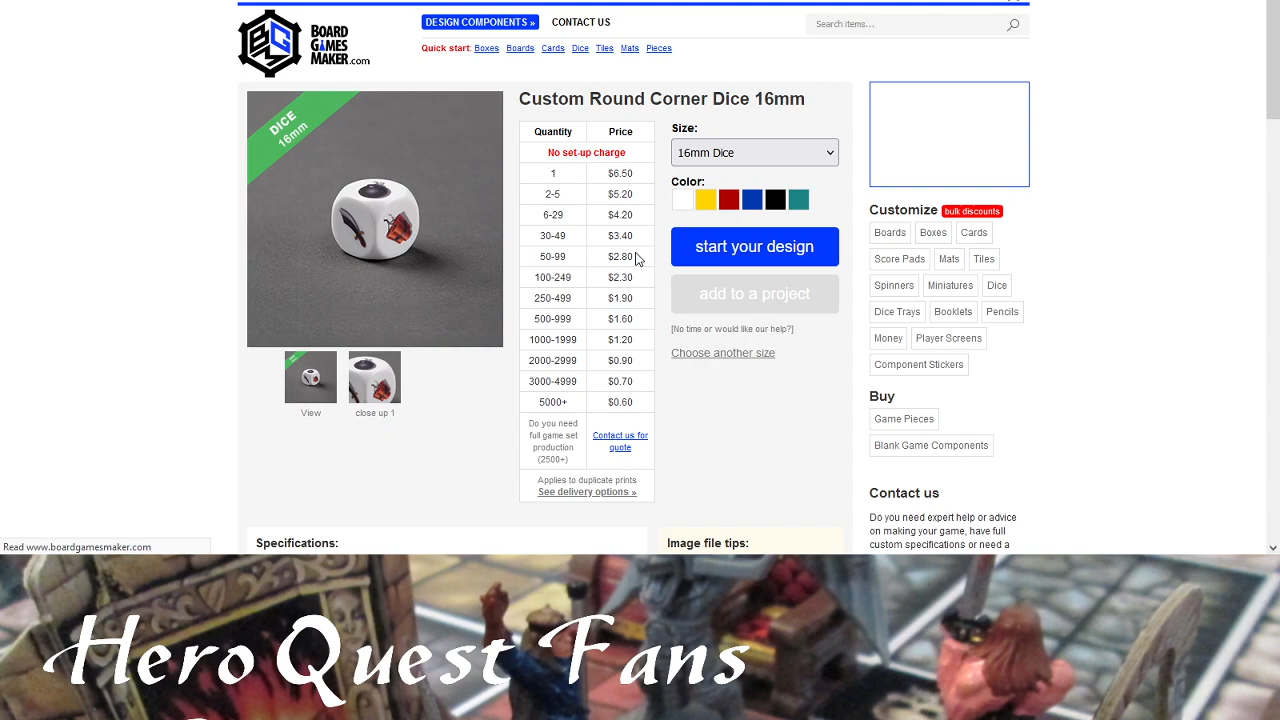 BOARD
GAMES
MAKER.com
DESIGN COMPONENTS »
CONTACT US
Search items...
Quick start: Boxes Boards Cards Dice Tiles Mats Pieces
DICE
16mm
View
close up 1
Custom Round Corner Dice 16mm
Quantity Price
No set-up charge
1 $6.50
2-5 $5.20
6-29 $4.20
30-49 $3.40
50-99 $2.80
100-249 $2.30
250-499 $1.90
500-999 $1.60
1000-1999 $1.20
2000-2999 $0.90
3000-4999 $0.70
5000+ $0.60
Do you need
full game set
production
(2500+)
Contact us for
quote
Applies to duplicate prints
See delivery options »
Size:
16mm Dice
Color:
start your design
add to a project
[No time or would like our help?]
Choose another size
Customize bulk discounts
Boards Boxes Cards
Score Pads Mats Tiles
Spinners Miniatures Dice
Dice Trays Booklets Pencils
Money Player Screens
Component Stickers
Buy
Game Pieces
Blank Game Components
Contact us
Do you need expert help or advice
on making your game, have full
custom specifications or need a
Specifications:
Image file tips:
Read www.boardgamesmaker.com
Hero Quest Fans